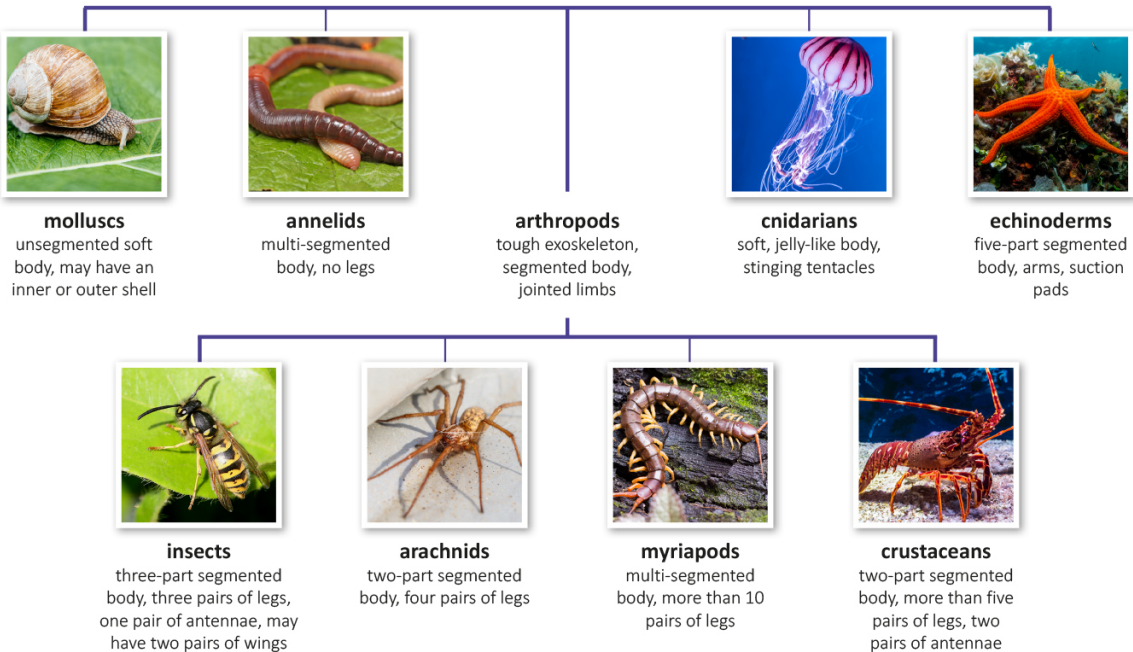 molluscs
unsegmented soft
body, may have an
inner or outer shell
annelids
multi-segmented
body, no legs
arthropods
tough exoskeleton,
segmented body,
jointed limbs
cnidarians
soft, jelly-like body,
stinging tentacles
echinoderms
five-part segmented
body, arms, suction
pads
insects
three-part segmented
body, three pairs of legs,
one pair of antennae, may
have two pairs of wings
arachnids
two-part segmented
body, four pairs of legs
myriapods
multi-segmented
body, more than 10
pairs of legs
crustaceans
two-part segmented
body, more than five
pairs of legs, two
pairs of antennae